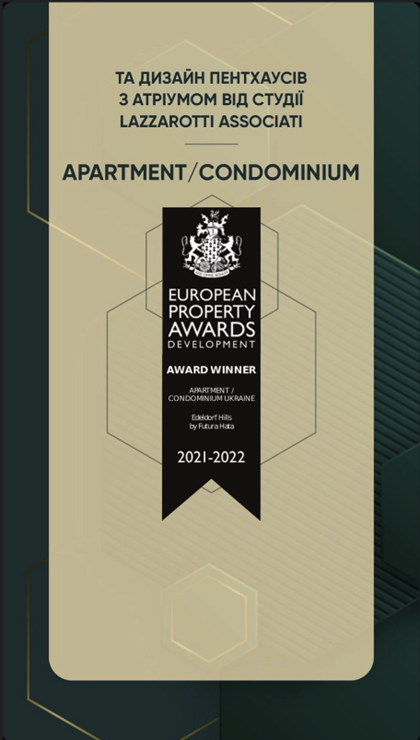 ТА ДИЗАЙН ПЕНТХАУСІВ
З АТРІУМОМ ВІД СТУДІЇ
LAZZAROTTI ASSOCIATI
APARTMENT/CONDOMINIUM
EUROPEAN
PROPERTY
AWARDS
DEVELOPMENT
AWARD WINNER
APARTMENT /
CONDOMINIUM UKRAINE
Edeldorf Hills
by Futura Hata
2021-2022